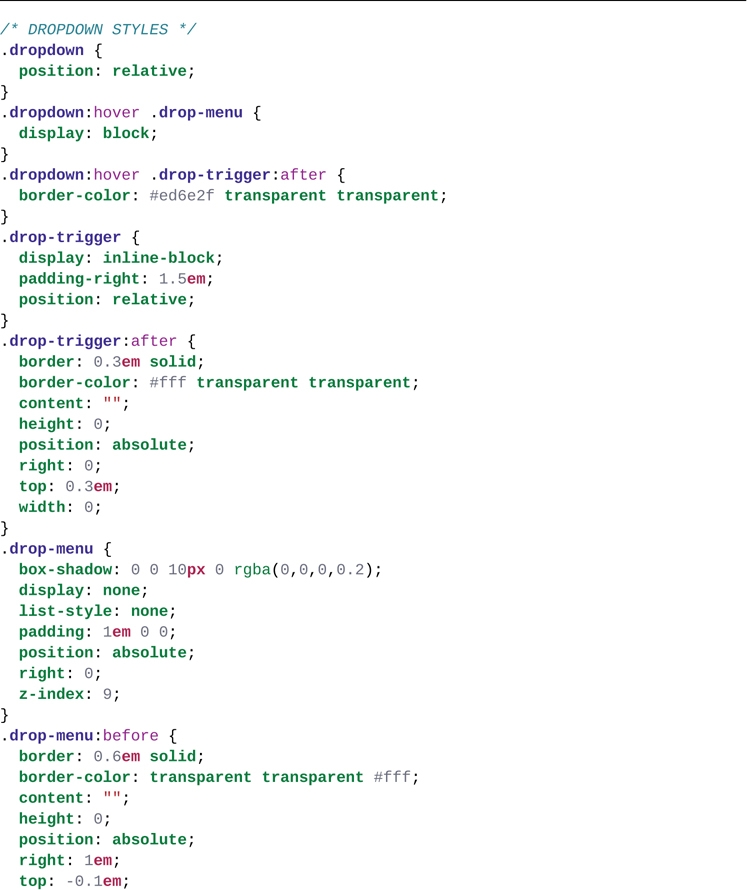 /* DROPDOWN STYLES */
.dropdown {
  position: relative;
}
.dropdown:hover .drop-menu {
  display: block;
}
.dropdown:hover .drop-trigger:after {
  border-color: #ed6e2f transparent transparent;
}
.drop-trigger {
  display: inline-block;
  padding-right: 1.5em;
  position: relative;
}
.drop-trigger:after {
  border: 0.3em solid;
  border-color: #fff transparent transparent;
  content: "";
  height: 0;
  position: absolute;
  right: 0;
  top: 0.3em;
  width: 0;
}
.drop-menu {
  box-shadow: 0 0 10px 0 rgba(0,0,0,0.2);
  display: none;
  list-style: none;
  padding: 1em 0 0;
  position: absolute;
  right: 0;
  z-index: 9;
}
.drop-menu:before {
  border: 0.6em solid;
  border-color: transparent transparent #fff;
  content: "";
  height: 0;
  position: absolute;
  right: 1em;
  top: -0.1em;